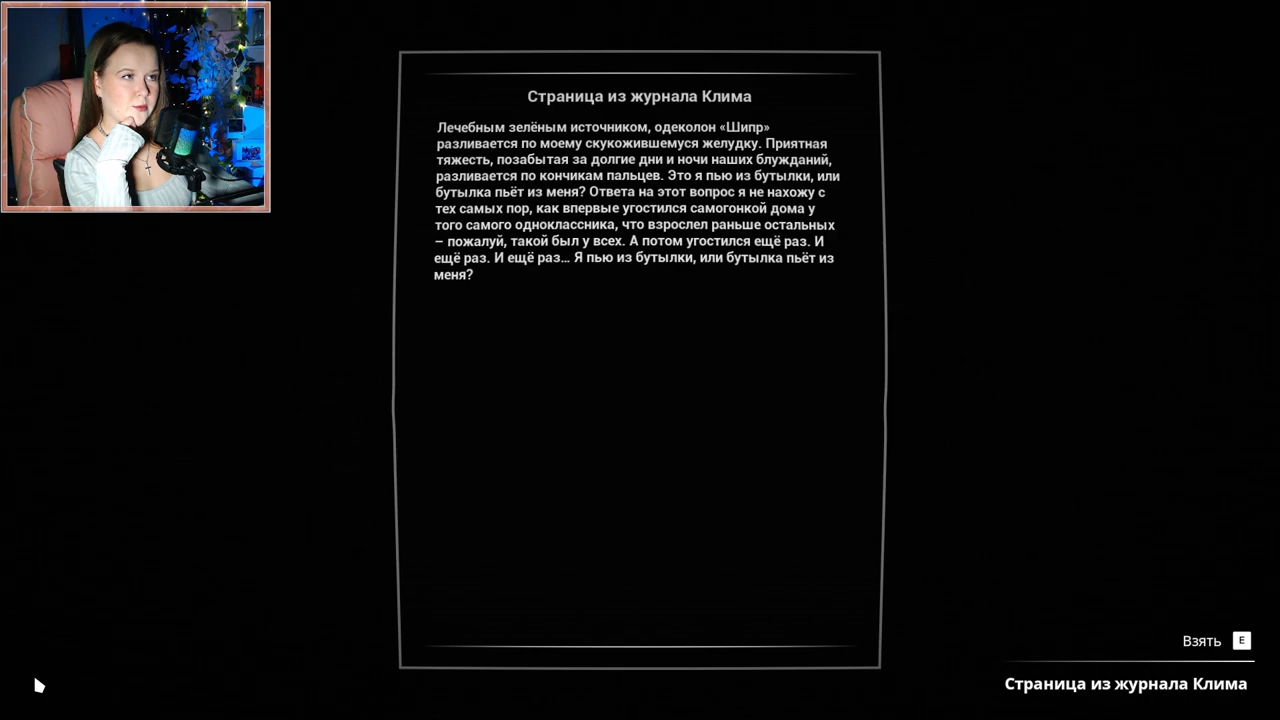 Страница из журнала Клима
Лечебным зелёным источником, одеколон «Шипр»
разливается по моему скукожившемуся желудку. Приятная
тяжесть, позабытая за долгие дни и ночи наших блужданий,
разливается по кончикам пальцев. Это я пью из бутылки, или
бутылка пьёт из меня? Ответа на этот вопрос я не нахожу с
тех самых пор, как впервые угостился самогонкой дома у
того самого одноклассника, что взрослел раньше остальных
– пожалуй, такой был у всех. А потом угостился ещё раз. И
ещё раз. И ещё раз… Я пью из бутылки, или бутылка пьёт из
меня?
Взять E
Страница из журнала Клима